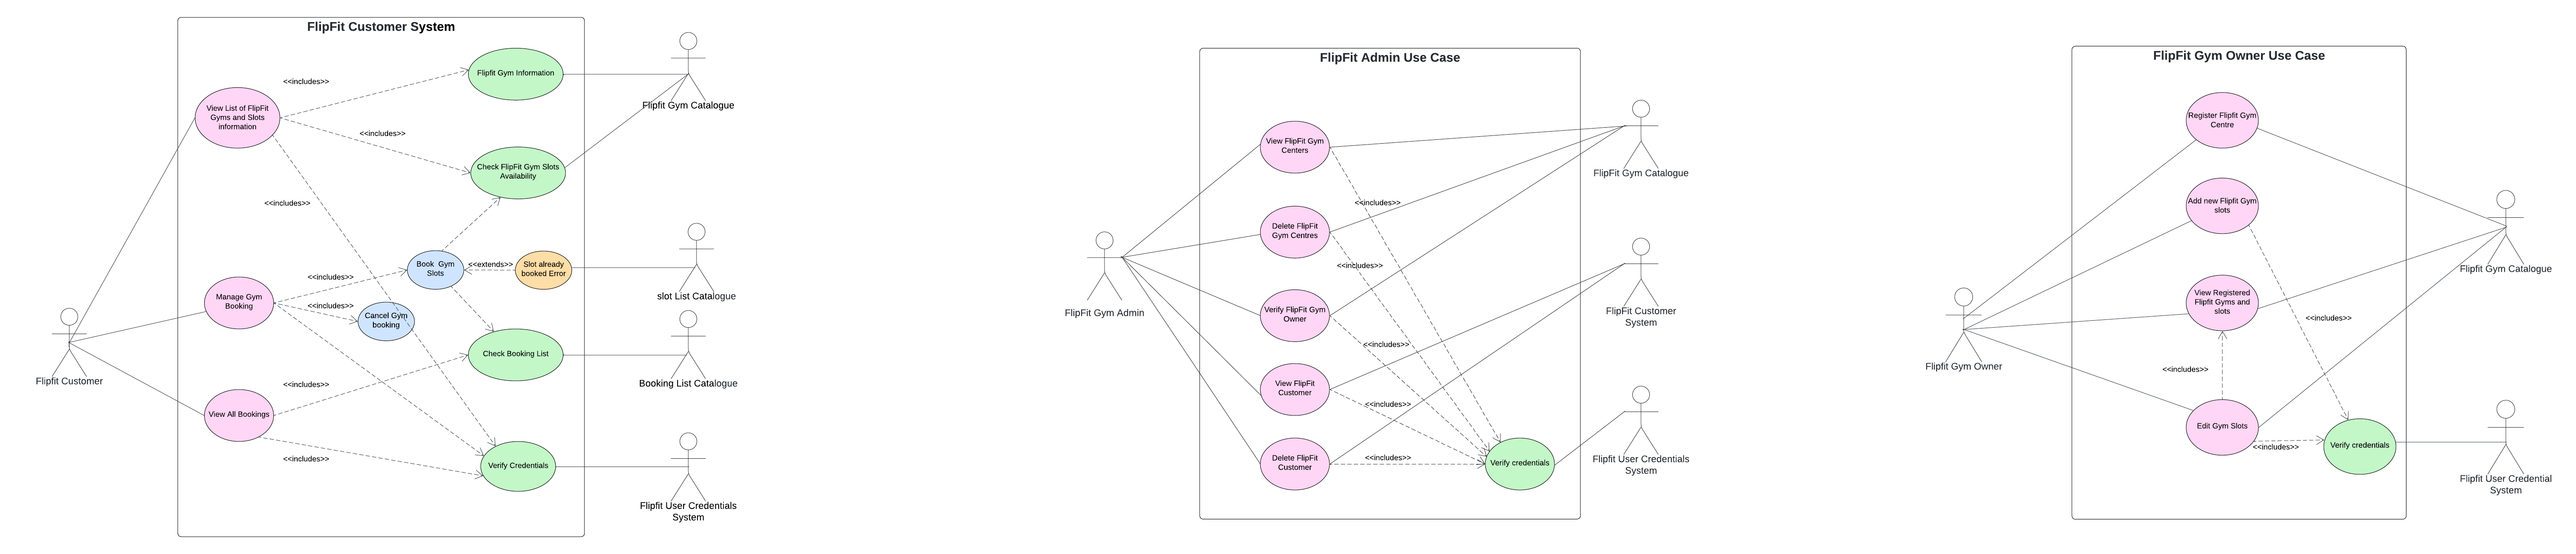 FlipFit Customer System
Flipfit Gym Information
<<includes>>
View List of FlipFit
Gyms and Slots
information
Flipfit Gym Catalogue
<<includes>>
Check FlipFit Gym Slots
Availability
<<includes>>
Book Gym
Slots
<<extends>>
Slot already
booked Error
<<includes>>
slot List Catalogue
Manage Gym
Booking
<<includes>>
Cancel Gym
booking
Check Booking List
Flipfit Customer
Booking List Catalogue
<<includes>>
View All Bookings
<<includes>>
Verify Credentials
Flipfit User Credentials
System
FlipFit Admin Use Case
View FlipFit Gym
Centers
FlipFit Gym Catalogue
<<includes>>
Delete FlipFit
Gym Centres
<<includes>>
FlipFit Gym Admin
Verify FlipFit Gym
Owner
FlipFit Customer
System
<<includes>>
View FlipFit
Customer
<<includes>>
Delete FlipFit
Customer
<<includes>>
Verify credentials
Flipfit User Credentials
System
FlipFit Gym Owner Use Case
Register Flipfit Gym
Centre
Add new Flipfit Gym
slots
Flipfit Gym Catalogue
View Registered
Flipfit Gyms and
slots
<<includes>>
Flipfit Gym Owner
<<includes>>
Edit Gym Slots
<<includes>>
Verify credentials
Flipfit User Credential
System